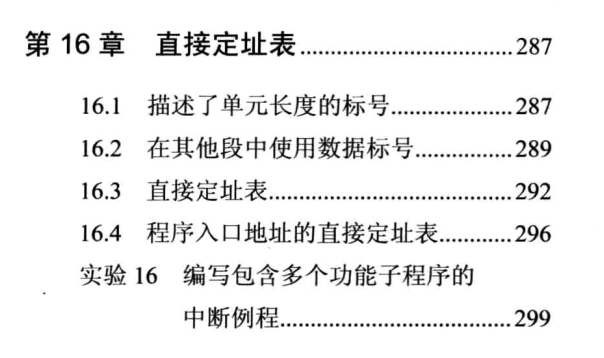 第 16 章 直接定址表..................................287
16.1 描述了单元长度的标号....................287
16.2 在其他段中使用数据标号................289
16.3 直接定址表........................................292
16.4 程序入口地址的直接定址表............296
实验 16 编写包含多个功能子程序的
中断例程......................................299